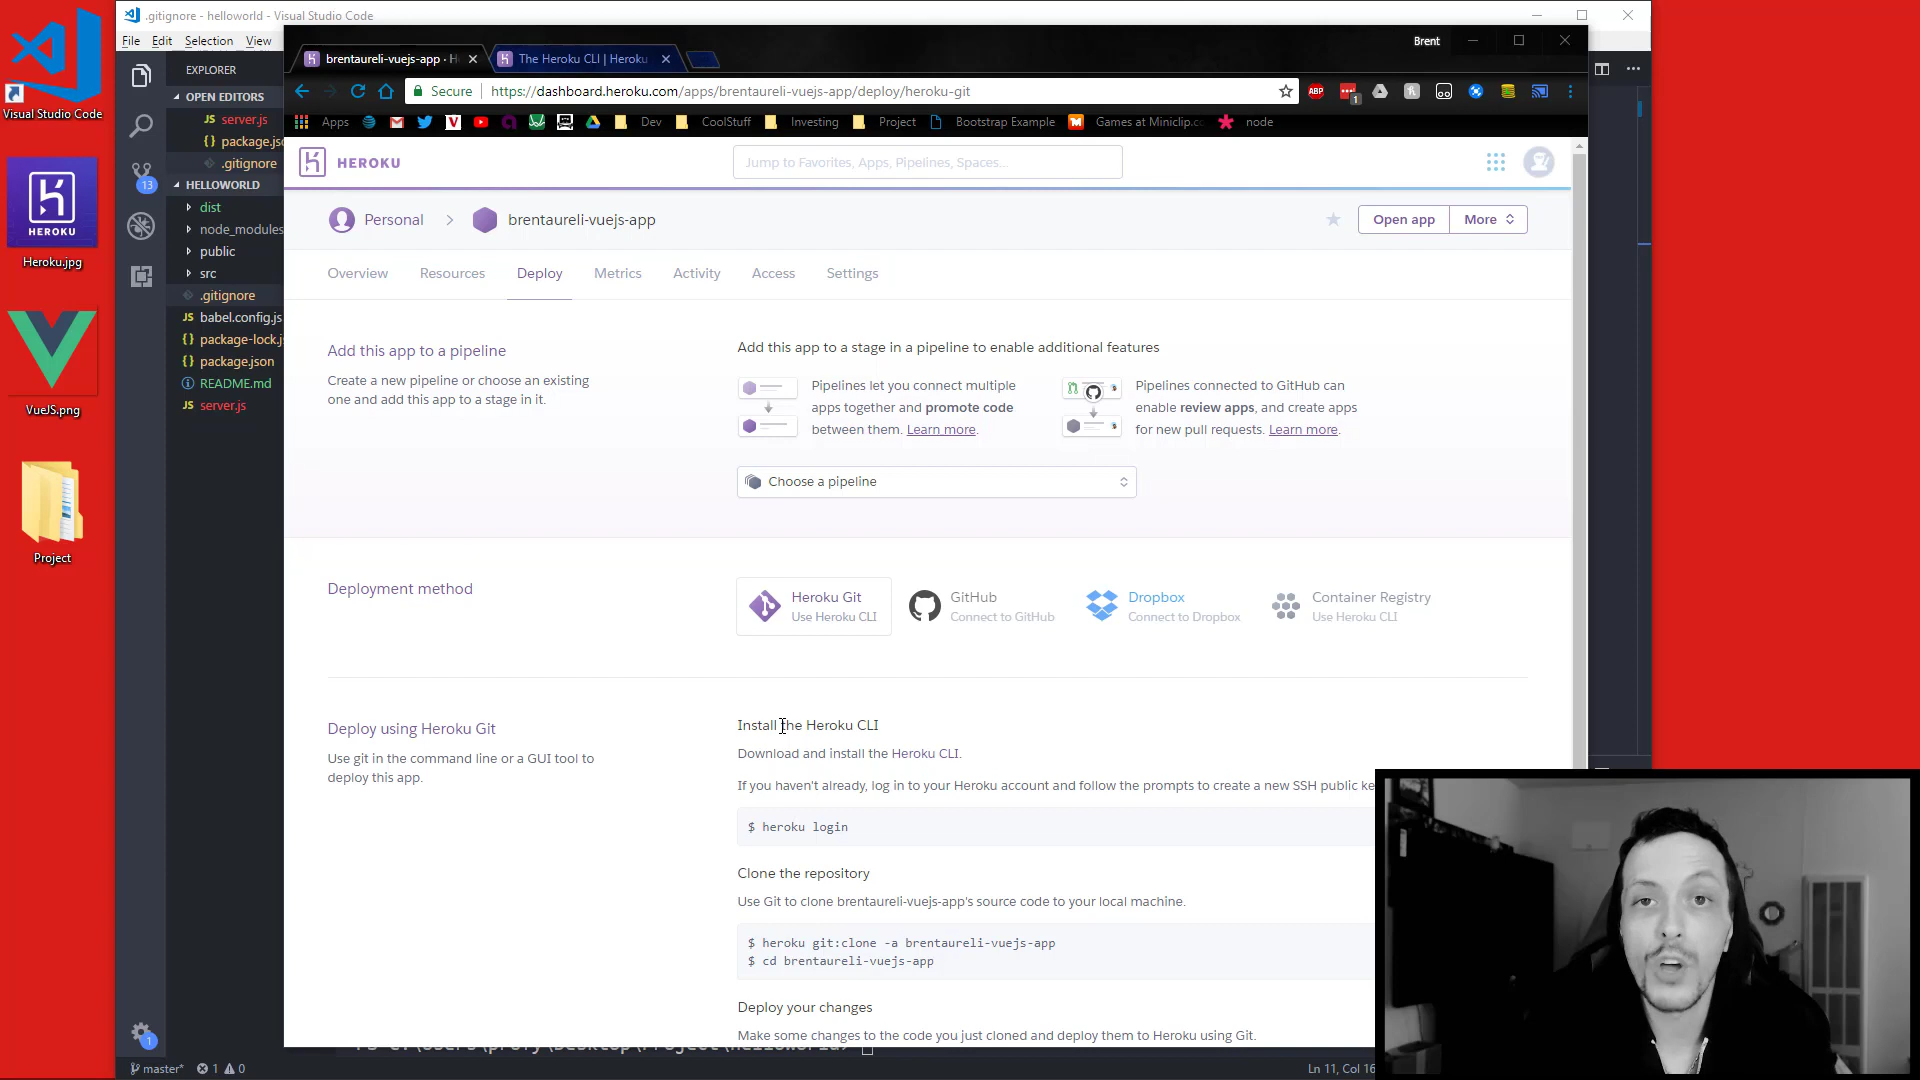 .gitignore - helloworld - Visual Studio Code
File Edit Selection View
Visual Studio Code
HEROKU
Heroku.jpg
VueJS.png
Project
EXPLORER
OPEN EDITORS
JS server.js
{} package.jso
.gitignore
HELLOWORLD
dist
node_modules
public
src
.gitignore
JS babel.config.js
{} package-lock.j
{} package.json
README.md
JS server.js
13
1
master* 1 0
Brent
brentaureli-vuejs-app · H
The Heroku CLI | Heroku
Secure https://dashboard.heroku.com/apps/brentaureli-vuejs-app/deploy/heroku-git
ABP
1
Apps Dev CoolStuff Investing Project Bootstrap Example Games at Miniclip.co node
HEROKU
Jump to Favorites, Apps, Pipelines, Spaces...
Personal > brentaureli-vuejs-app
Open app More
Overview Resources Deploy Metrics Activity Access Settings
Add this app to a pipeline
Create a new pipeline or choose an existing
one and add this app to a stage in it.
Add this app to a stage in a pipeline to enable additional features
Pipelines let you connect multiple
apps together and promote code
between them. Learn more.
Pipelines connected to GitHub can
enable review apps, and create apps
for new pull requests. Learn more.
Choose a pipeline
Deployment method
Heroku Git
Use Heroku CLI
GitHub
Connect to GitHub
Dropbox
Connect to Dropbox
Container Registry
Use Heroku CLI
Deploy using Heroku Git
Use git in the command line or a GUI tool to
deploy this app.
Install the Heroku CLI
Download and install the Heroku CLI.
If you haven't already, log in to your Heroku account and follow the prompts to create a new SSH public ke
$ heroku login
Clone the repository
Use Git to clone brentaureli-vuejs-app's source code to your local machine.
$ heroku git:clone -a brentaureli-vuejs-app
$ cd brentaureli-vuejs-app
Deploy your changes
Make some changes to the code you just cloned and deploy them to Heroku using Git.
Ln 11, Col 16